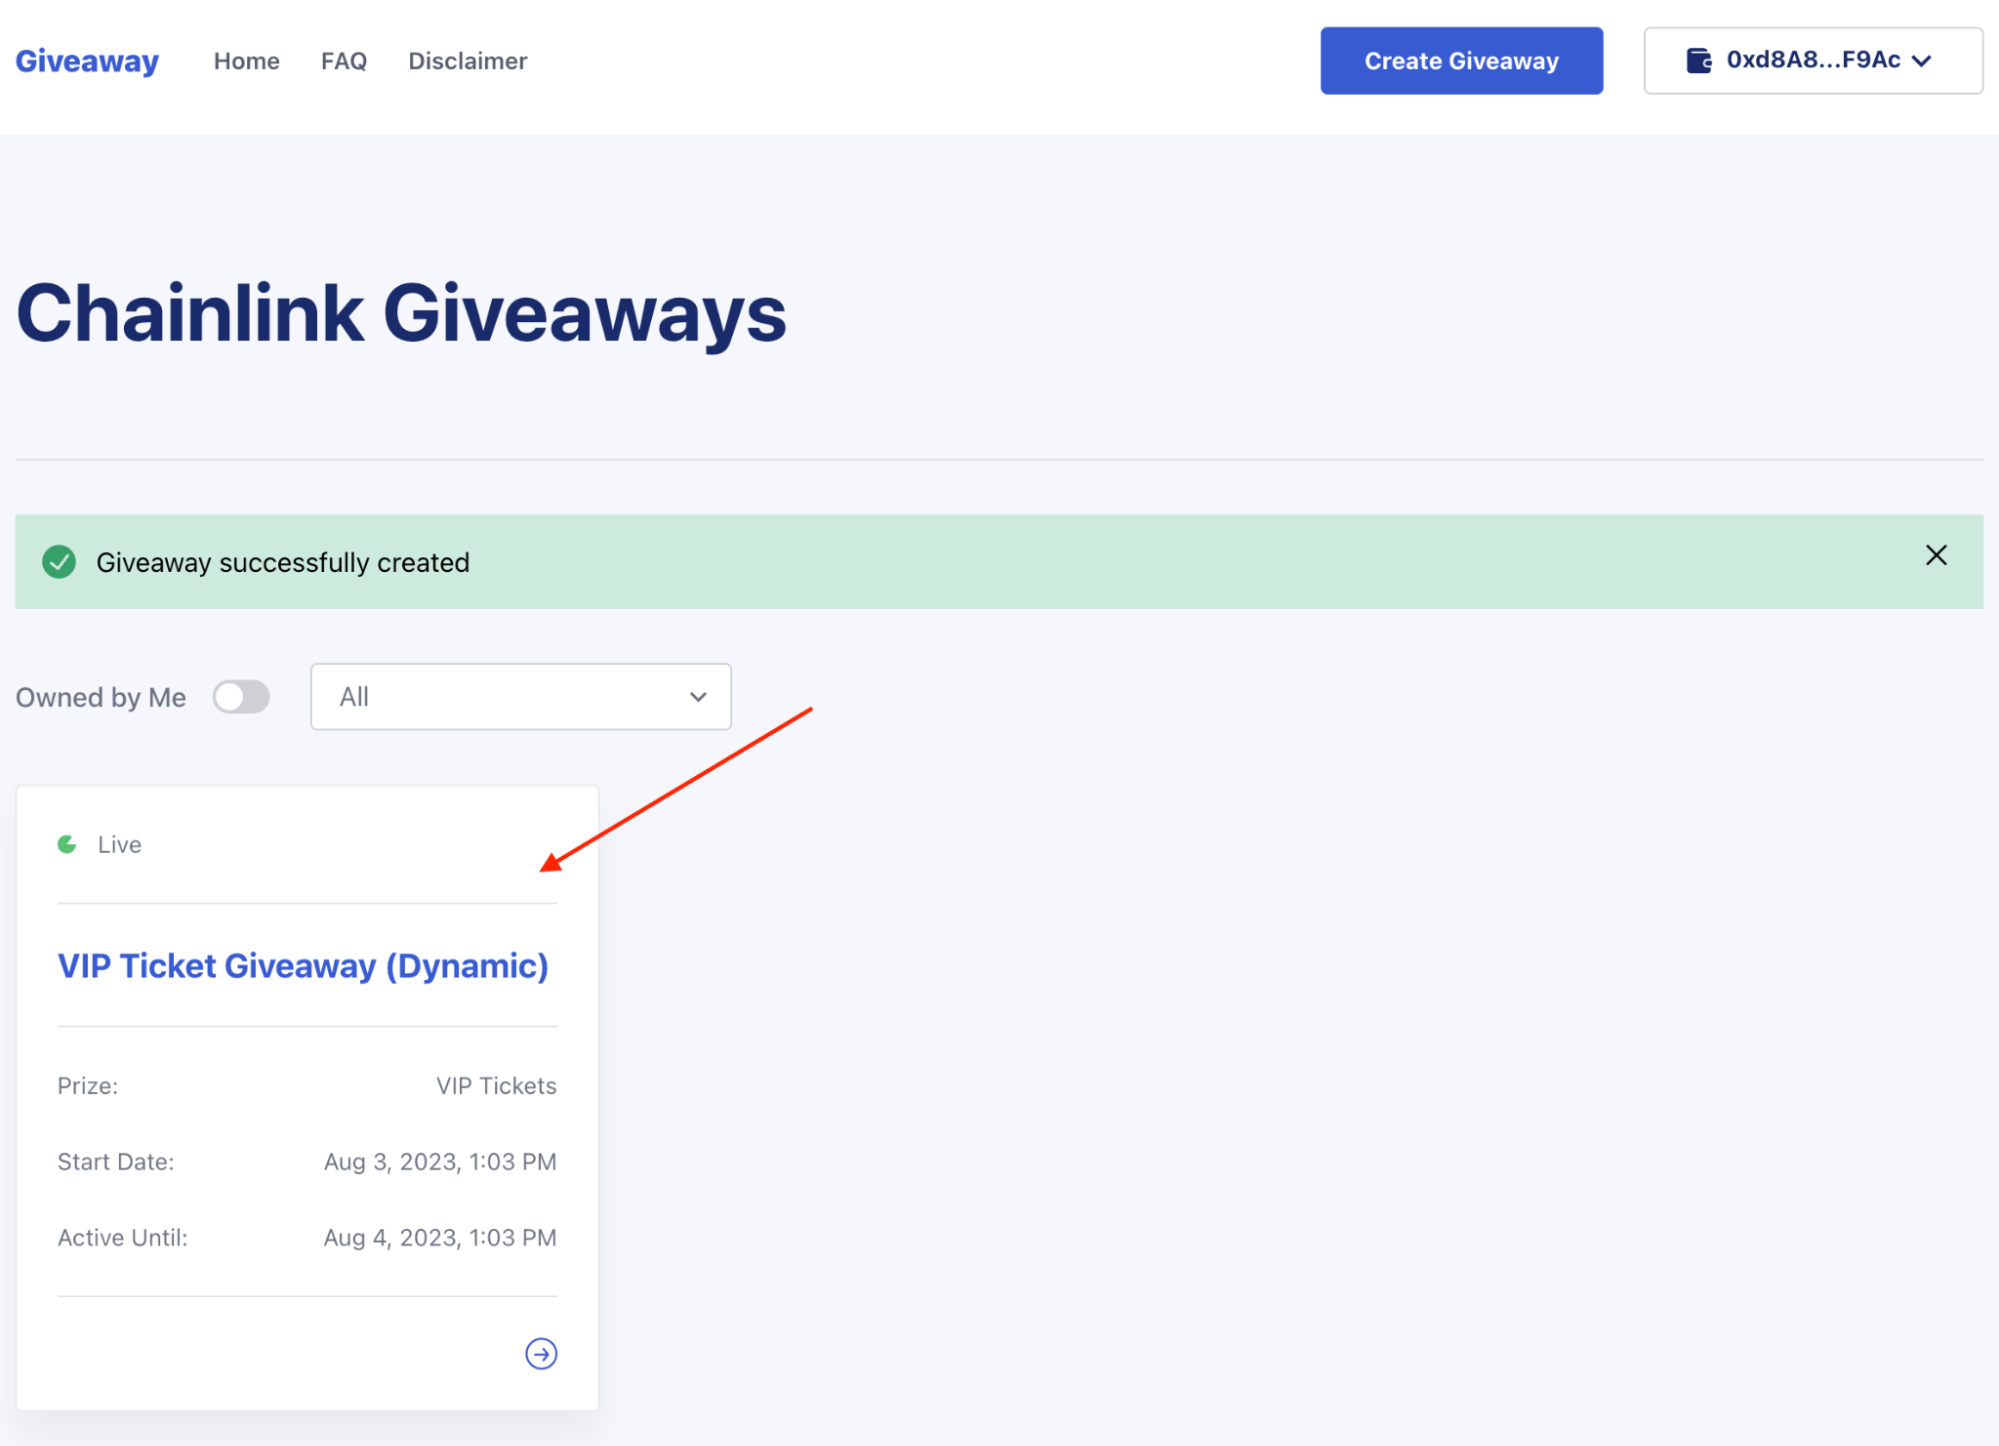 Giveaway Home FAQ Disclaimer Create Giveaway 0xd8A8...F9Ac
Chainlink Giveaways
Giveaway successfully created
Owned by Me All
Live
VIP Ticket Giveaway (Dynamic)
Prize: VIP Tickets
Start Date: Aug 3, 2023, 1:03 PM
Active Until: Aug 4, 2023, 1:03 PM